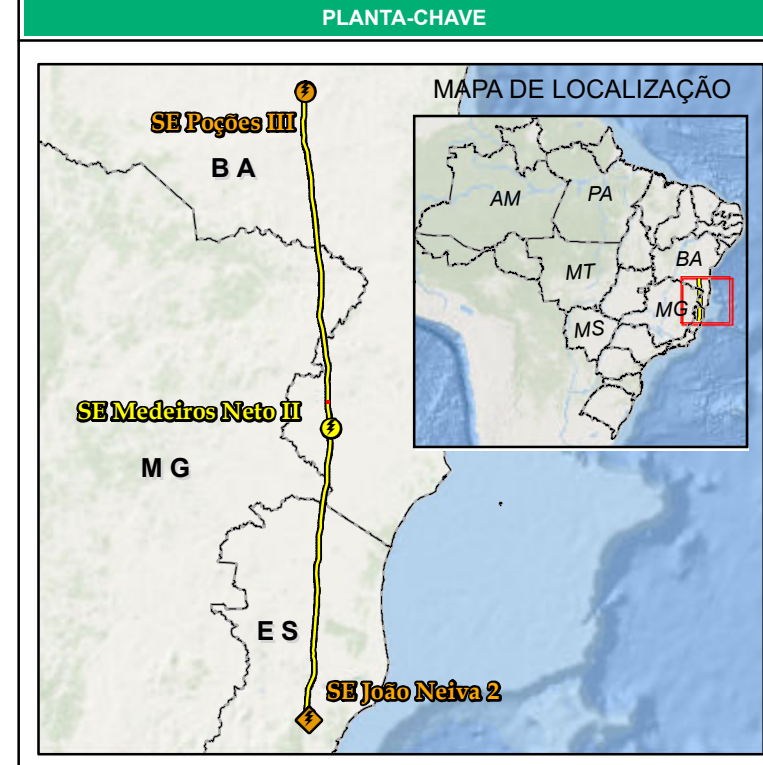 PLANTA-CHAVE
MAPA DE LOCALIZAÇÃO
SE Poções III
B A
AM
PA
BA
MT
MG
MS
SE Medeiros Neto II
M G
E S
SE João Neiva 2